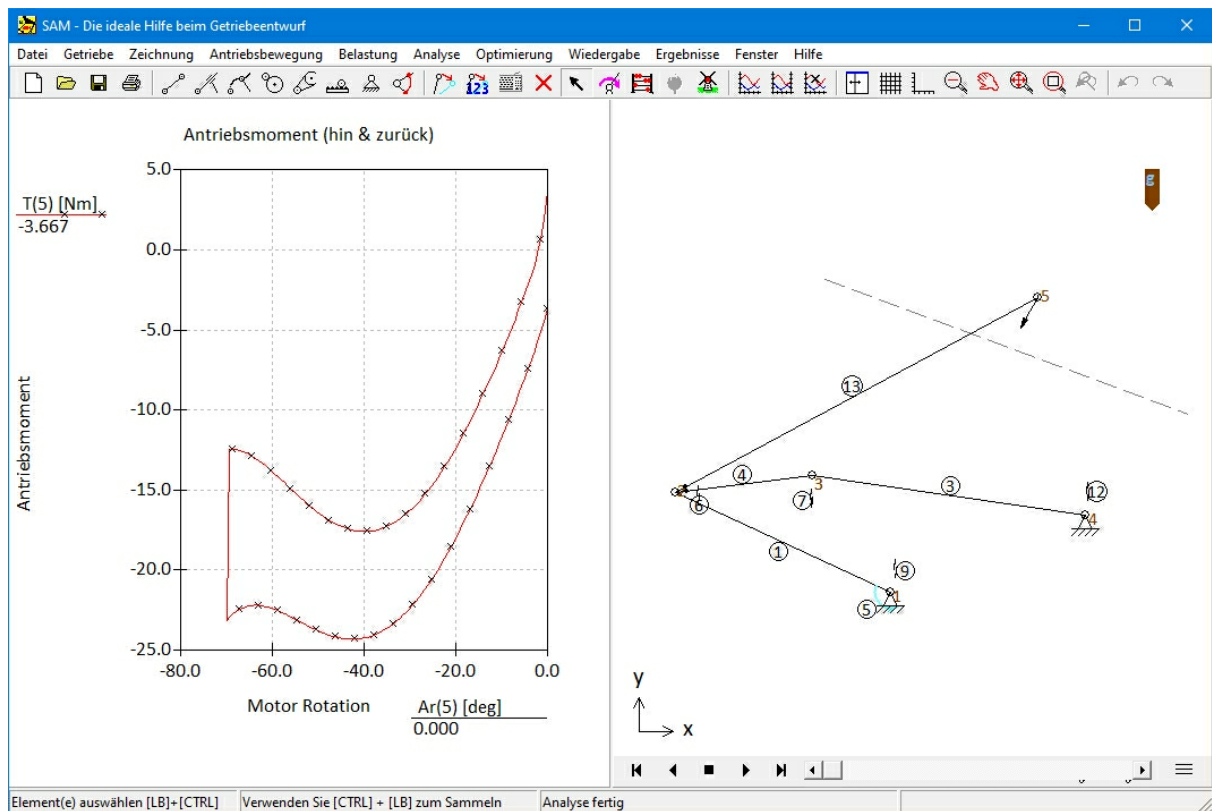 SAM - Die ideale Hilfe beim Getriebeentwurf
Datei Getriebe Zeichnung Antriebsbewegung Belastung Analyse Optimierung Wiedergabe Ergebnisse Fenster Hilfe
123
Antriebsmoment (hin & zurück)
T(5) [Nm]
-3.667
Antriebsmoment
5.0
0.0
-5.0
-10.0
-15.0
-20.0
-25.0
-80.0 -60.0 -40.0 -20.0 0.0
Motor Rotation
Ar(5) [deg]
0.000
5
13
4
3
2
6
7
3
12
4
1
9
1
5
y
x
Element(e) auswählen [LB]+[CTRL] Verwenden Sie [CTRL] + [LB] zum Sammeln Analyse fertig